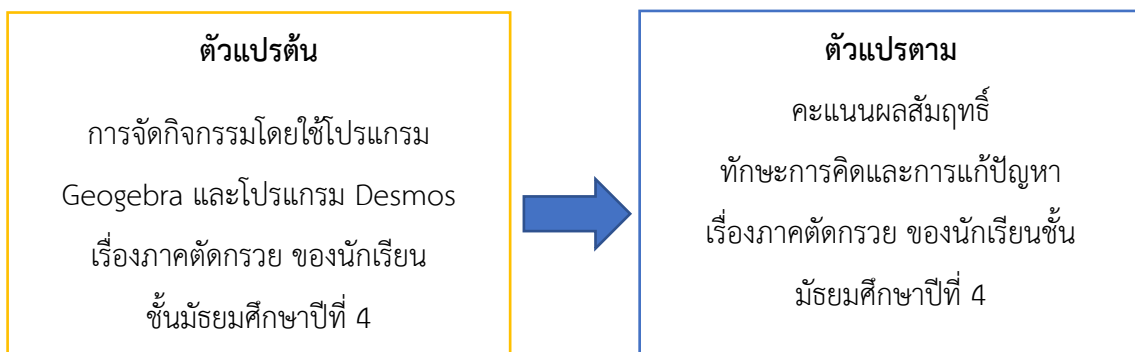 ตัวแปรต้น
การจัดกิจกรรมโดยใช้โปรแกรม
Geogebra และโปรแกรม Desmos
เรื่องภาคตัดกรวย ของนักเรียน
ชั้นมัธยมศึกษาปีที่ 4
ตัวแปรตาม
คะแนนผลสัมฤทธิ์
ทักษะการคิดและการแก้ปัญหา
เรื่องภาคตัดกรวย ของนักเรียนชั้น
มัธยมศึกษาปีที่ 4